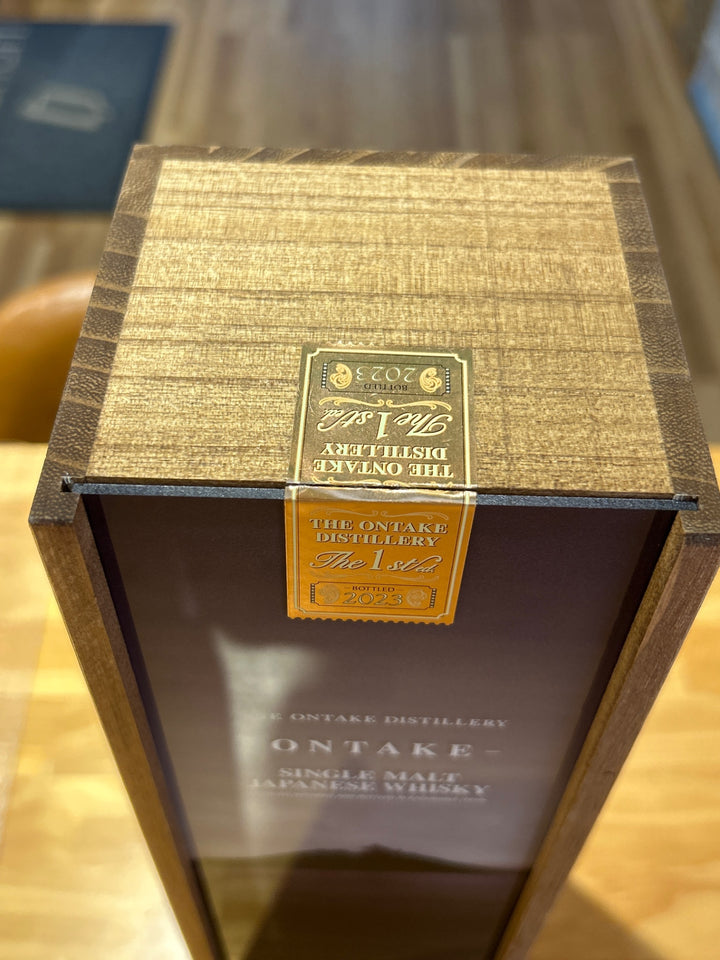 BOTTLED
2023
The 1st ed.
THE ONTAKE
DISTILLERY
THE ONTAKE
DISTILLERY
The 1st ed.
BOTTLED
2023
ONTAKE DISTILLERY
ONTAKE
SINGLE MALT
JAPANESE WHISKY